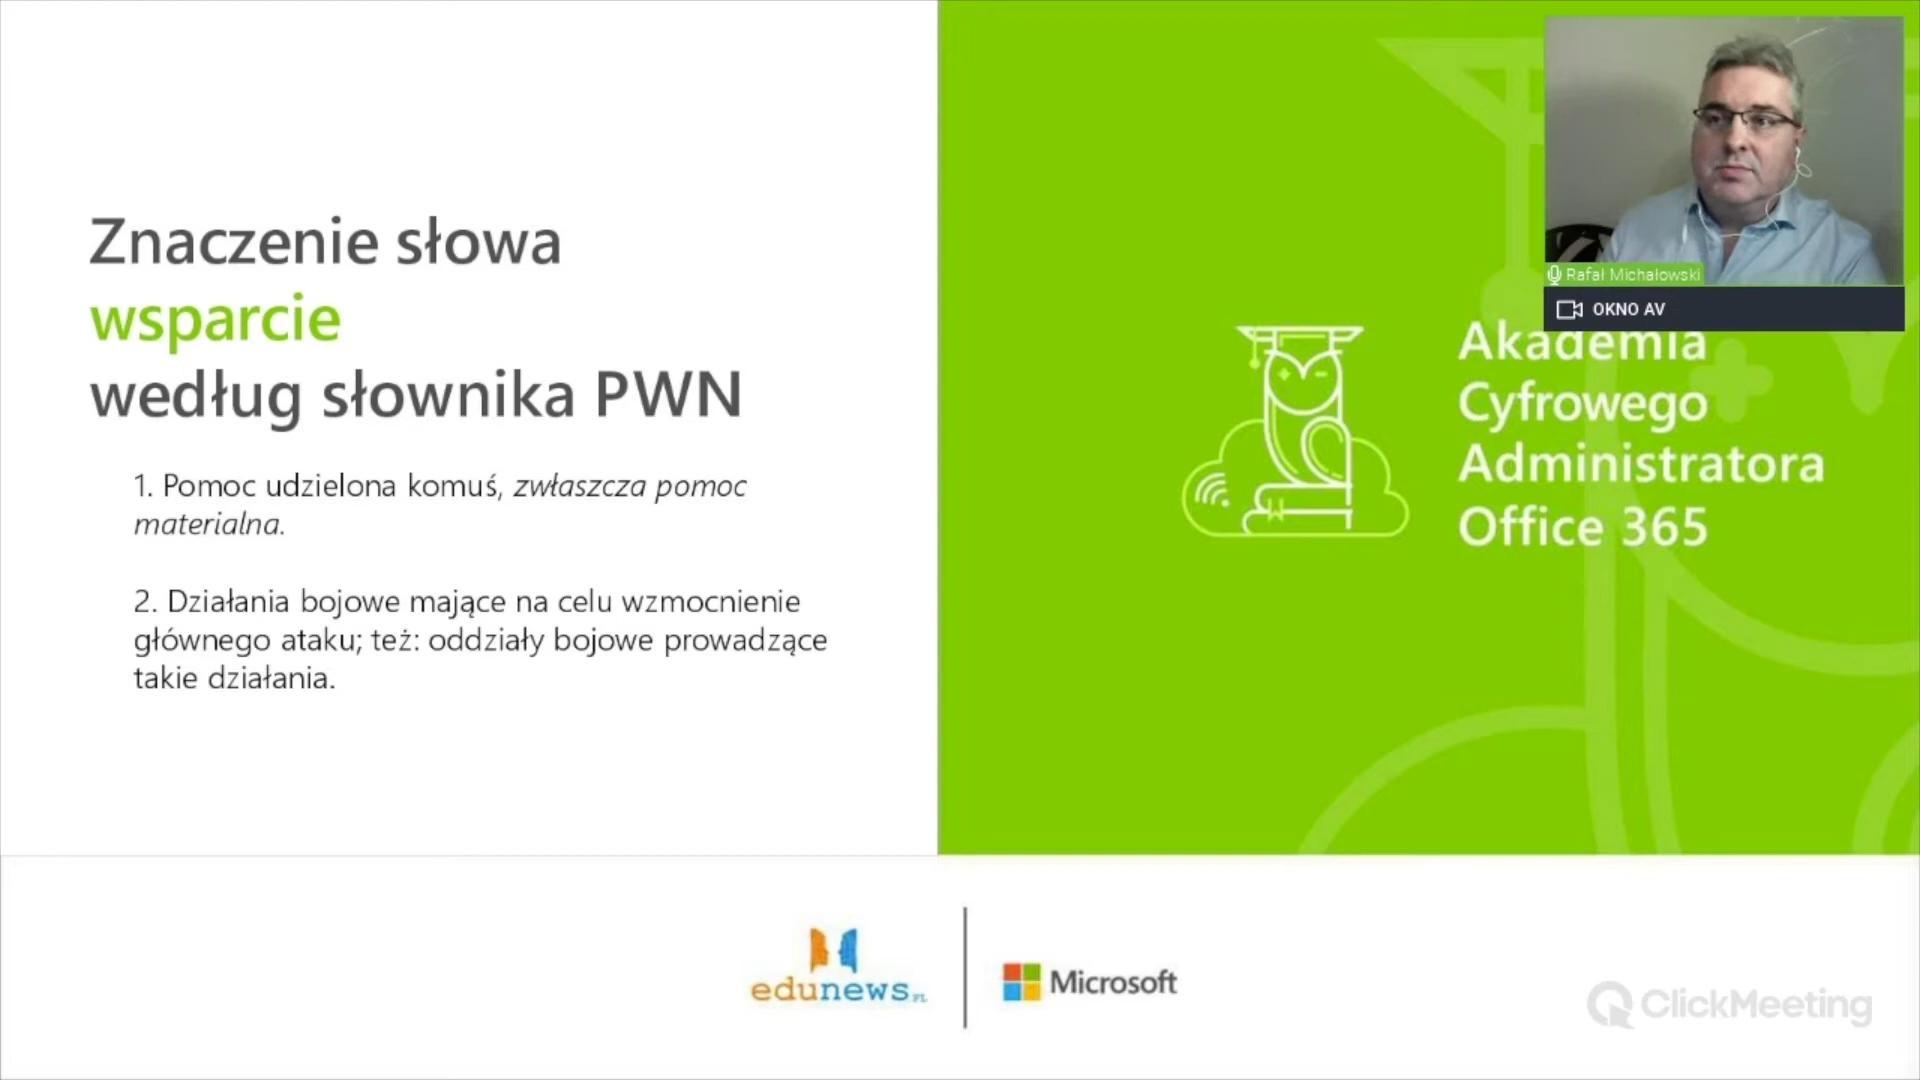 Znaczenie słowa
wsparcie
według słownika PWN
1. Pomoc udzielona komuś, zwłaszcza pomoc
materialna.
2. Działania bojowe mające na celu wzmocnienie
głównego ataku; też: oddziały bojowe prowadzące
takie działania.
Rafał Michałowski
OKNO AV
Akademia
Cyfrowego
Administratora
Office 365
edunews.PL
Microsoft
ClickMeeting